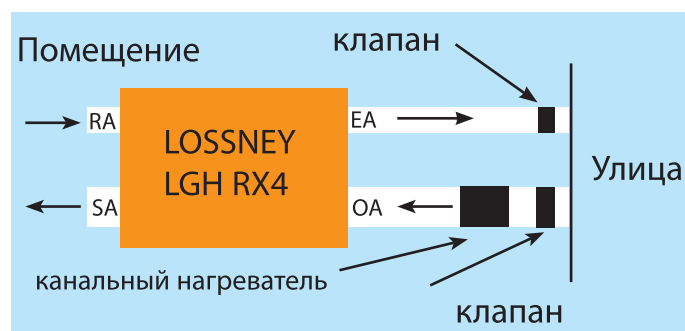 Помещение
клапан
RA
EA
LOSSNEY
LGH RX4
Улица
SA
OA
канальный нагреватель
клапан